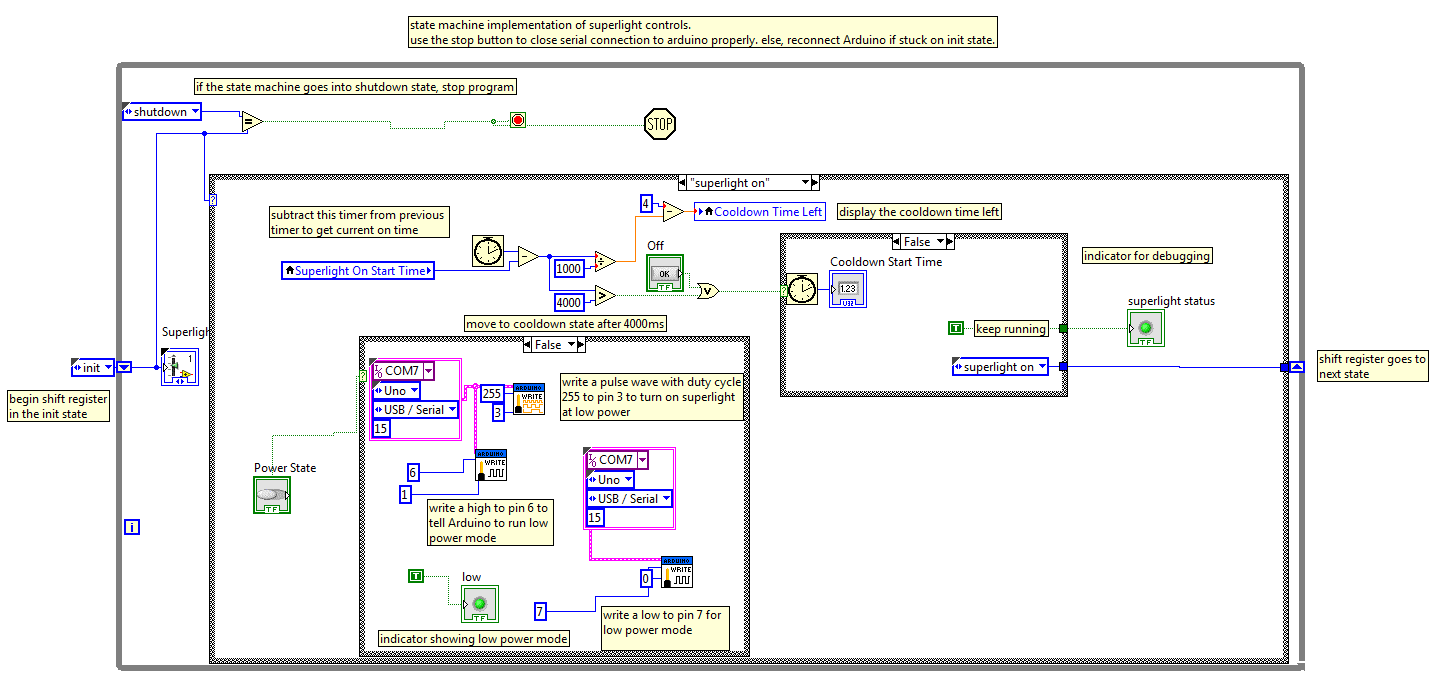 state machine implementation of superlight controls.
use the stop button to close serial connection to arduino properly. else, reconnect Arduino if stuck on init state.
if the state machine goes into shutdown state, stop program
shutdown
=
STOP
"superlight on"
?
subtract this timer from previous
timer to get current on time
4
-
Cooldown Time Left
display the cooldown time left
Superlight On Start Time
-
1000
÷
4000
>
Off
OK
TF
V
move to cooldown state after 4000ms
False
?
Cooldown Start Time
1.23
U32
indicator for debugging
superlight status
TF
T
keep running
superlight on
shift register goes to
next state
Superligh
1
init
begin shift register
in the init state
False
?
I/O COM7
Uno
USB / Serial
15
255
3
ARDUINO
WRITE
write a pulse wave with duty cycle
255 to pin 3 to turn on superlight
at low power
6
1
ARDUINO
WRITE
write a high to pin 6 to
tell Arduino to run low
power mode
I/O COM7
Uno
USB / Serial
15
Power State
TF
i
T
low
TF
indicator showing low power mode
0
7
ARDUINO
WRITE
write a low to pin 7 for
low power mode